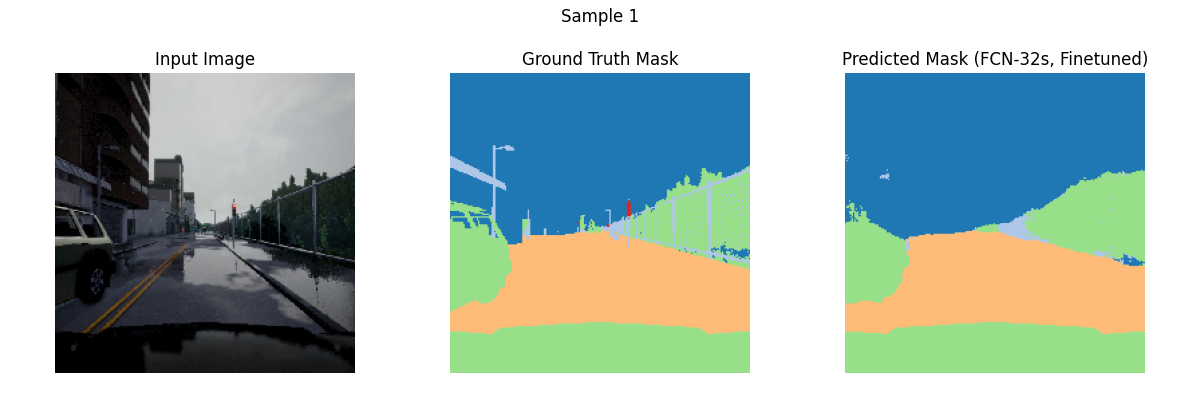 Sample 1
Input Image
Ground Truth Mask
Predicted Mask (FCN-32s, Finetuned)